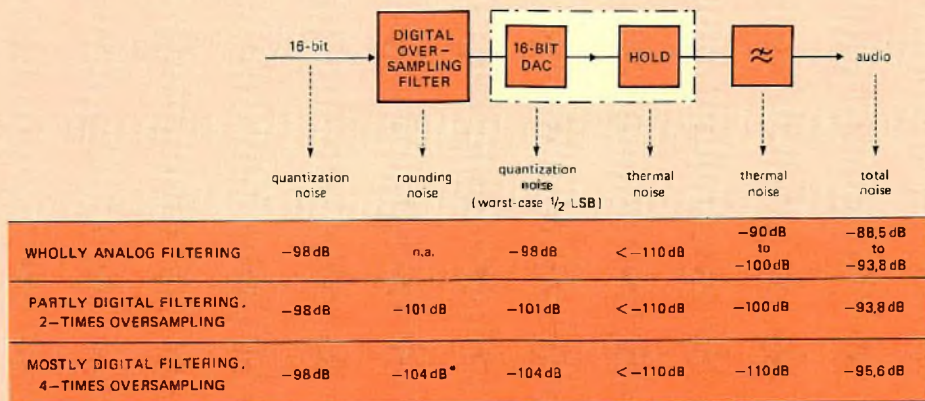 16-bit
DIGITAL
OVER-
SAMPLING
FILTER
16-BIT
DAC
HOLD
≈
audio
quantization
noise
rounding
noise
quantization
noise
(worst-case 1/2 LSB)
thermal
noise
thermal
noise
total
noise
WHOLLY ANALOG FILTERING
−98dB
n.a.
−98dB
<−110dB
−90dB
to
−100dB
−88,5dB
to
−93,8dB
PARTLY DIGITAL FILTERING,
2-TIMES OVERSAMPLING
−98dB
−101dB
−101dB
<−110dB
−100dB
−93,8dB
MOSTLY DIGITAL FILTERING,
4-TIMES OVERSAMPLING
−98dB
−104dB*
−104dB
<−110dB
−110dB
−95,6dB